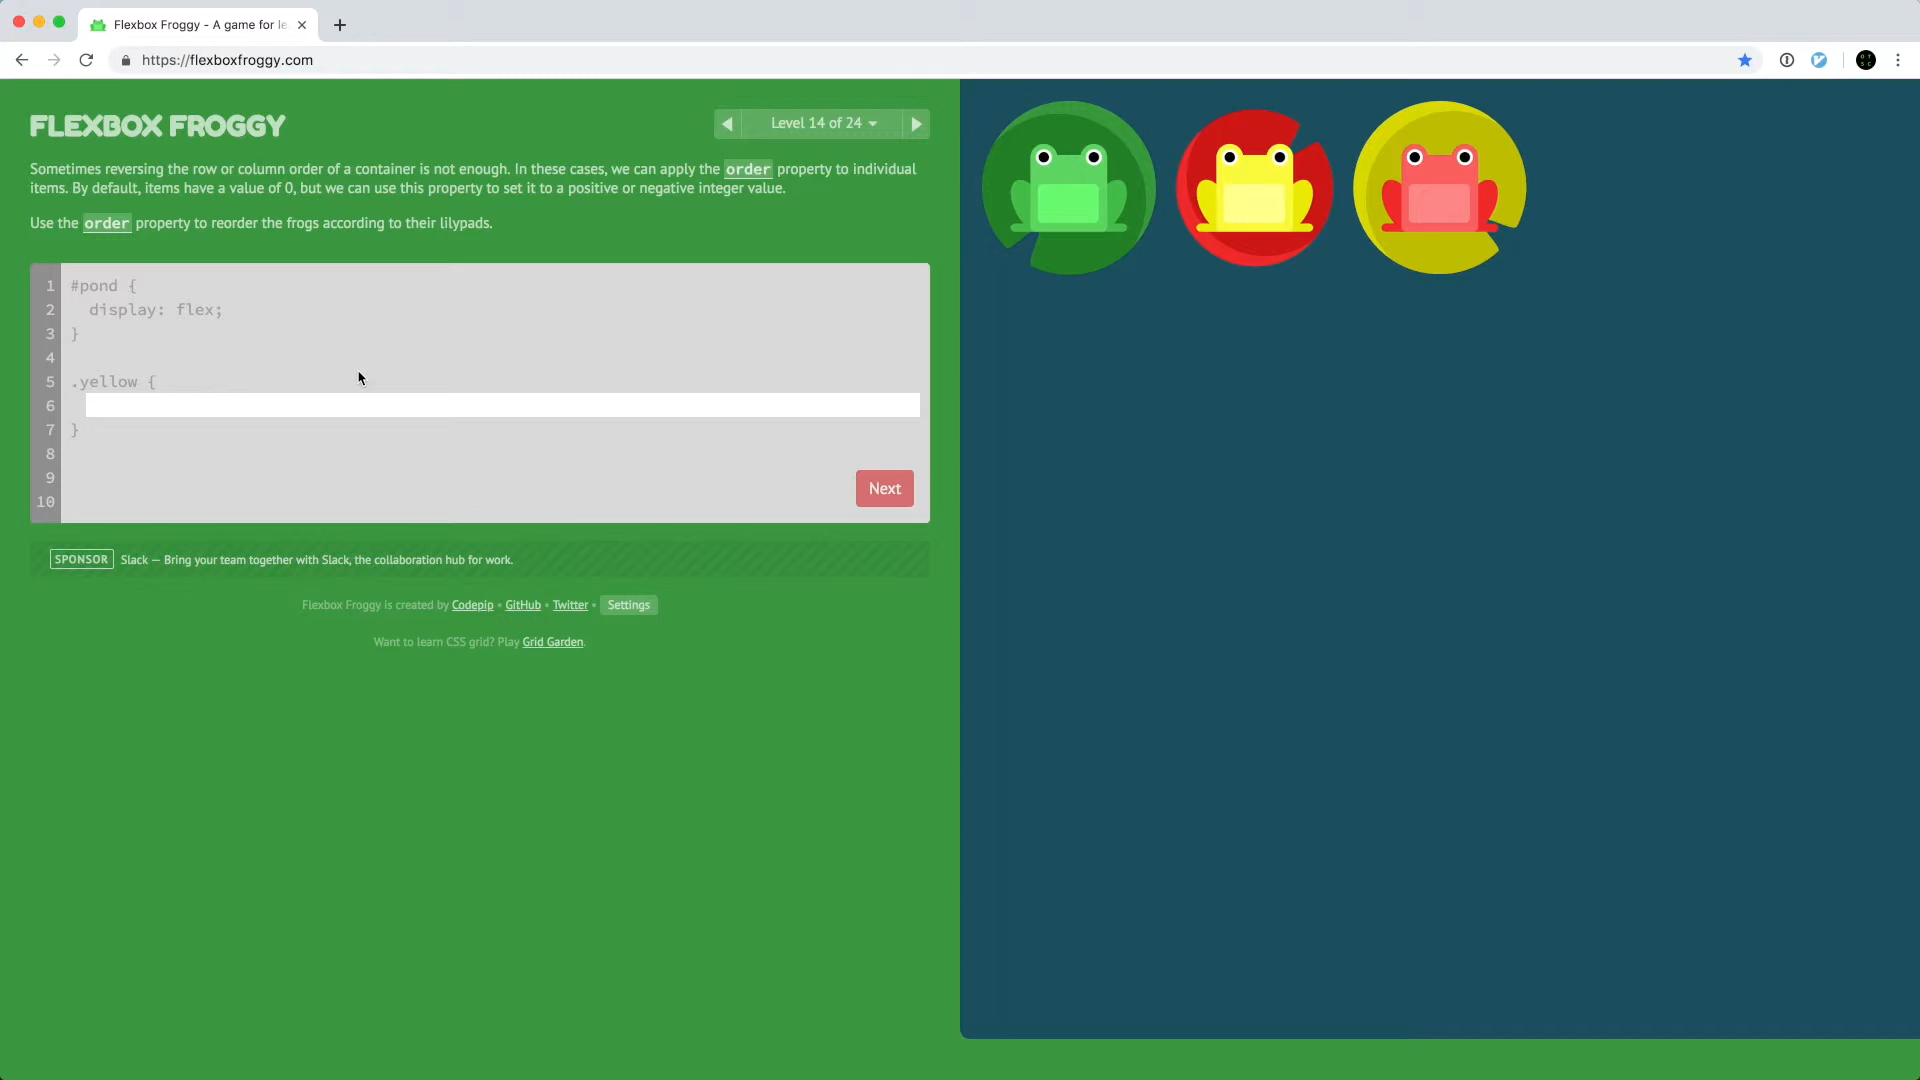 Flexbox Froggy - A game for le
https://flexboxfroggy.com
FLEXBOX FROGGY
Level 14 of 24
Sometimes reversing the row or column order of a container is not enough. In these cases, we can apply the order property to individual
items. By default, items have a value of 0, but we can use this property to set it to a positive or negative integer value.
Use the order property to reorder the frogs according to their lilypads.
1 #pond {
2 display: flex;
3 }
4
5 .yellow {
6
7 }
8
9
10
Next
SPONSOR Slack — Bring your team together with Slack, the collaboration hub for work.
Flexbox Froggy is created by Codepip • GitHub • Twitter • Settings
Want to learn CSS grid? Play Grid Garden.